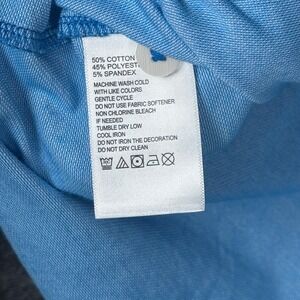 50% COTTON
45% POLYEST
5% SPANDEX
MACHINE WASH COLD
WITH LIKE COLORS
GENTLE CYCLE
DO NOT USE FABRIC SOFTENER
NON CHLORINE BLEACH
IF NEEDED
TUMBLE DRY LOW
COOL IRON
DO NOT IRON THE DECORATION
DO NOT DRY CLEAN